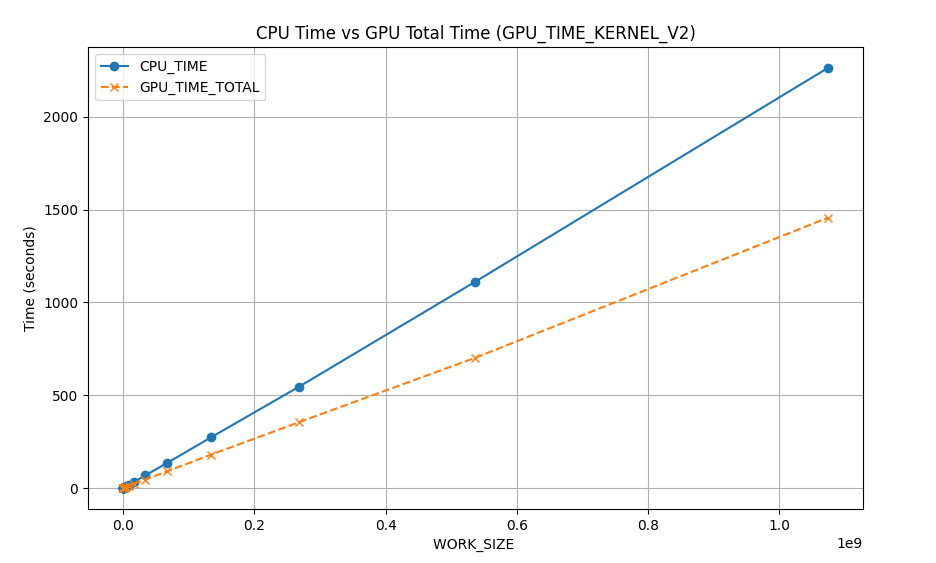 CPU Time vs GPU Total Time (GPU_TIME_KERNEL_V2)
CPU_TIME
GPU_TIME_TOTAL
2000
1500
1000
500
0
Time (seconds)
0.0 0.2 0.4 0.6 0.8 1.0
1e9
WORK_SIZE